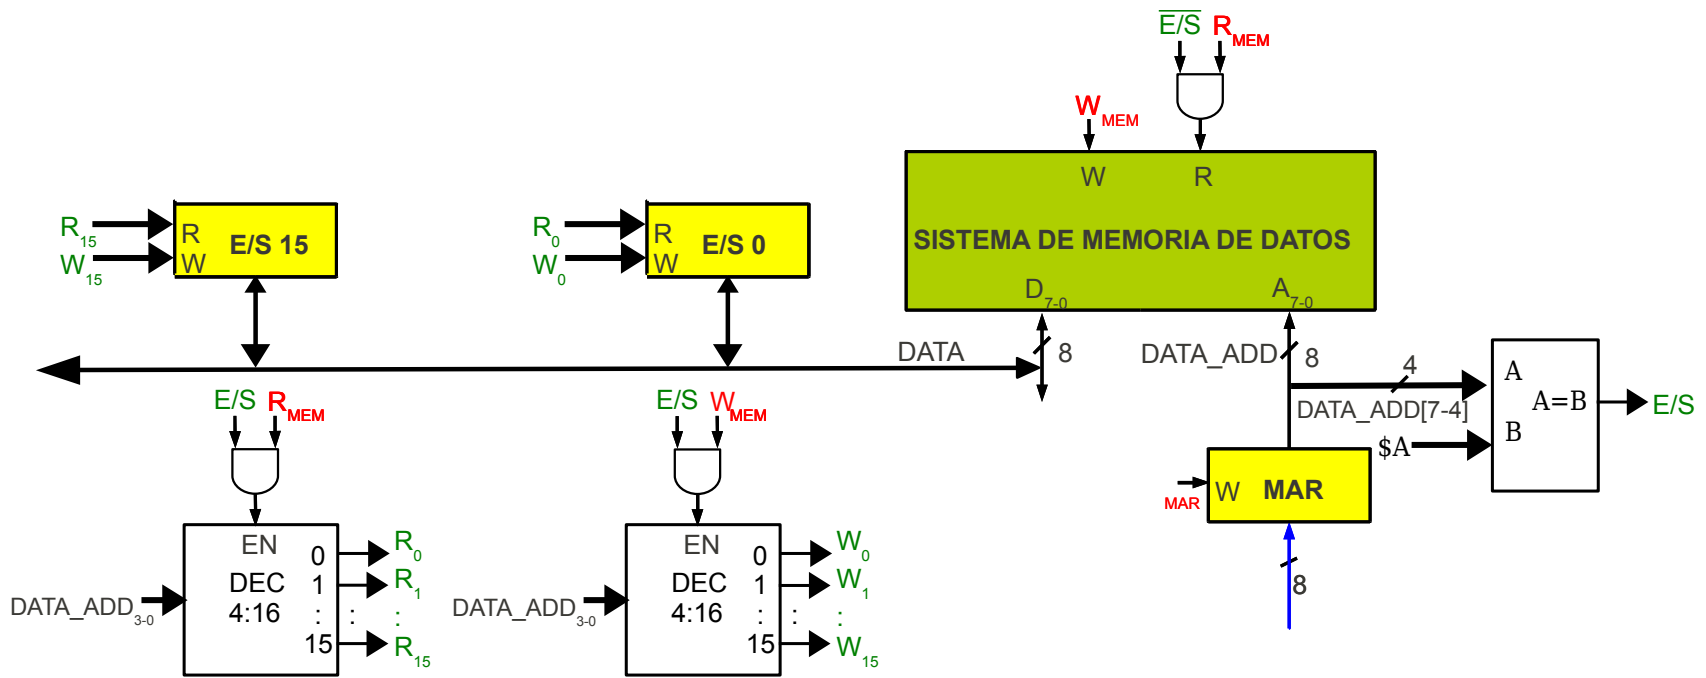 E/S R MEM
W MEM
W R
SISTEMA DE MEMORIA DE DATOS
D 7-0 A 7-0
R 15
W 15
R
W
E/S 15
R 0
W 0
R
W
E/S 0
DATA
8
DATA_ADD
8
4
DATA_ADD[7-4]
$A
A
B
A=B
E/S
MAR
W
MAR
8
E/S R MEM
EN
DEC
4:16
DATA_ADD 3-0
0
1
:
:
15
R 0
R 1
:
R 15
E/S W MEM
EN
DEC
4:16
DATA_ADD 3-0
0
1
:
:
15
W 0
W 1
:
W 15